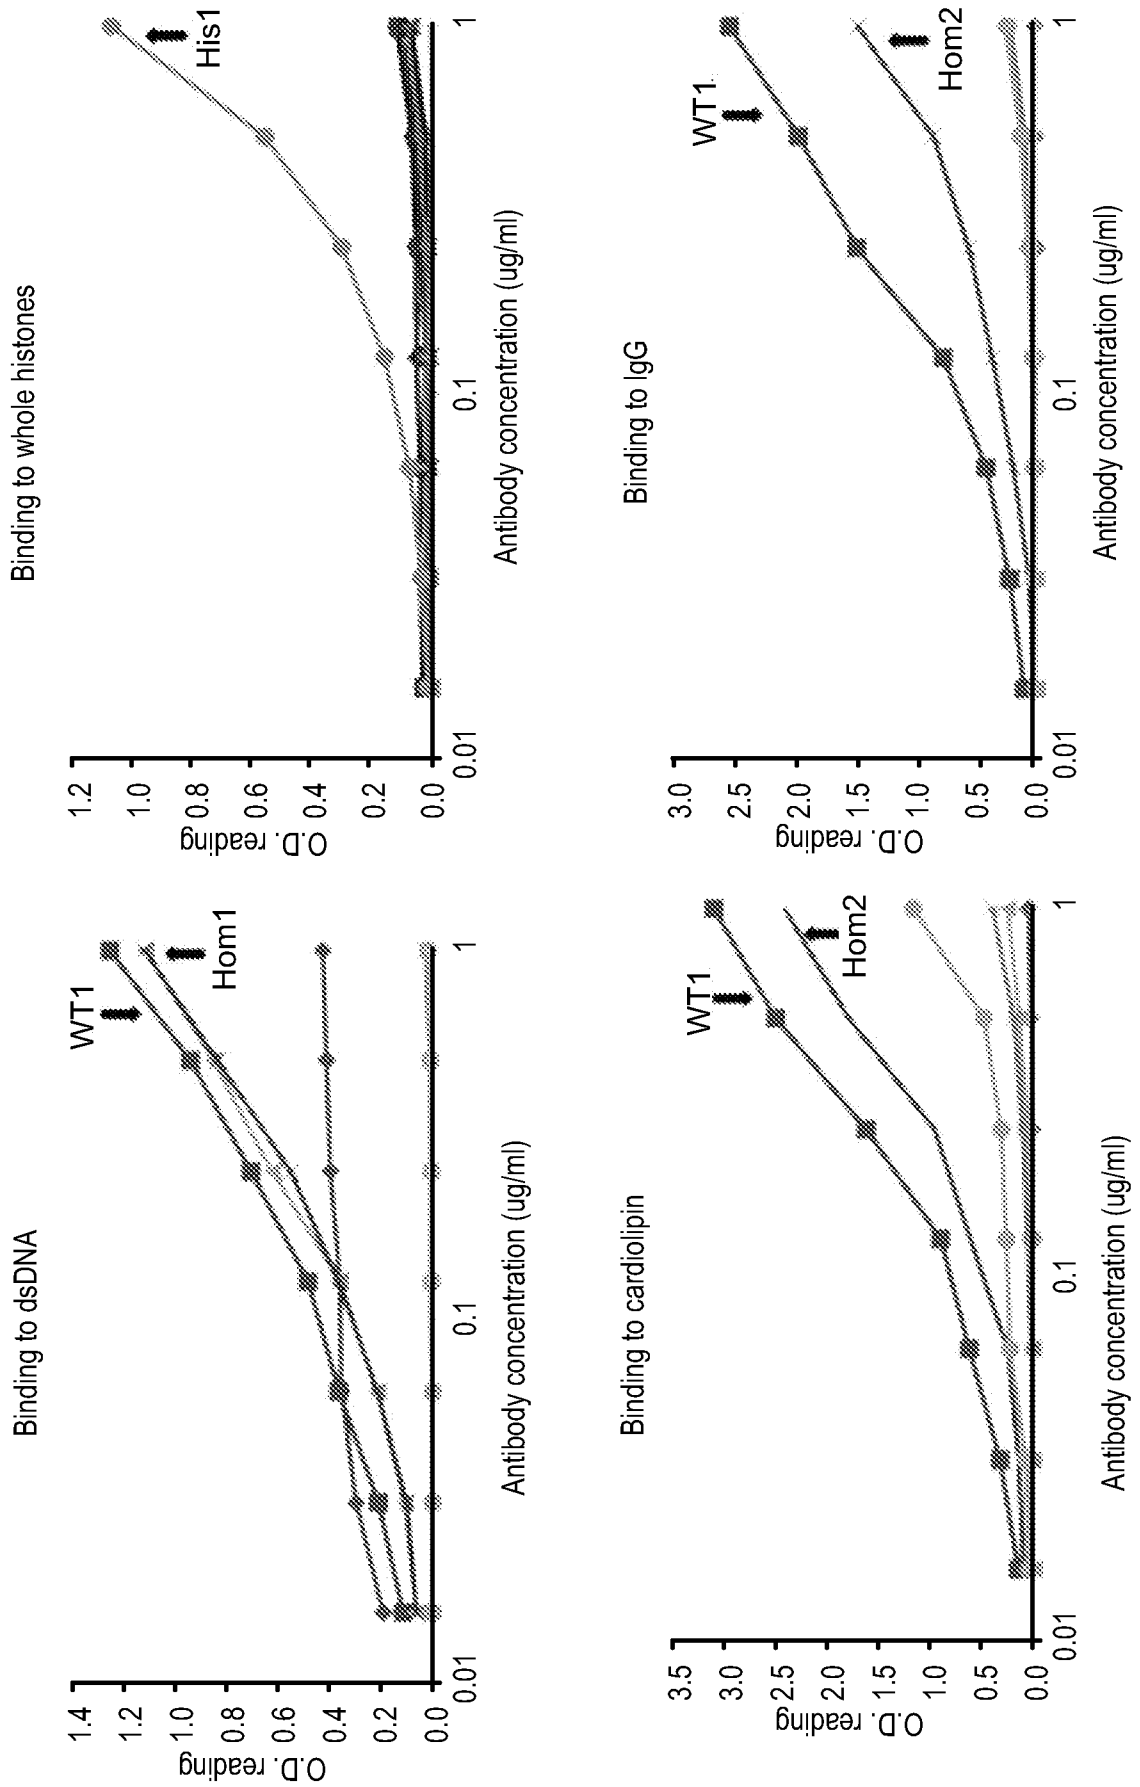 Binding to dsDNA
O.D. reading
1.4
1.2
1.0
0.8
0.6
0.4
0.2
0.0
WT1
Hom1
0.01
0.1
1
Antibody concentration (ug/ml)
Binding to whole histones
O.D. reading
1.2
1.0
0.8
0.6
0.4
0.2
0.0
His1
0.01
0.1
1
Antibody concentration (ug/ml)
Binding to cardiolipin
O.D. reading
3.5
3.0
2.5
2.0
1.5
1.0
0.5
0.0
WT1
Hom2
0.01
0.1
1
Antibody concentration (ug/ml)
Binding to IgG
O.D. reading
3.0
2.5
2.0
1.5
1.0
0.5
0.0
WT1
Hom2
0.01
0.1
1
Antibody concentration (ug/ml)